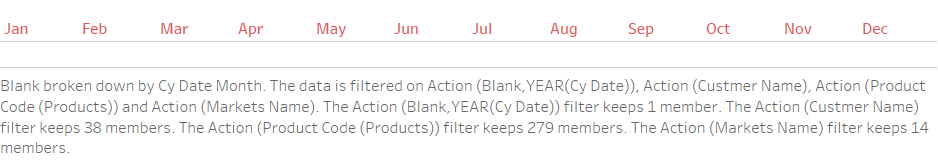 Jan Feb Mar Apr May Jun Jul Aug Sep Oct Nov Dec
Blank broken down by Cy Date Month. The data is filtered on Action (Blank,YEAR(Cy Date)), Action (Custmer Name), Action (Product
Code (Products)) and Action (Markets Name). The Action (Blank,YEAR(Cy Date)) filter keeps 1 member. The Action (Custmer Name)
filter keeps 38 members. The Action (Product Code (Products)) filter keeps 279 members. The Action (Markets Name) filter keeps 14
members.